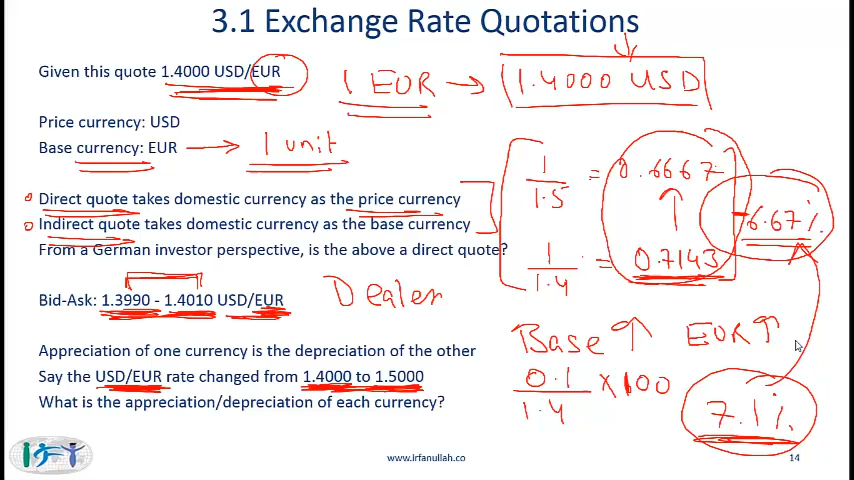 3.1 Exchange Rate Quotations
Given this quote 1.4000 USD/EUR
1 EUR → 1.4000 USD
Price currency: USD
Base currency: EUR → 1 unit
Direct quote takes domestic currency as the price currency
Indirect quote takes domestic currency as the base currency
From a German investor perspective, is the above a direct quote?
1/1.5 = 0.6667
-6.67%
1/1.4 = 0.7143
Bid-Ask: 1.3990 - 1.4010 USD/EUR Dealer
Appreciation of one currency is the depreciation of the other
Say the USD/EUR rate changed from 1.4000 to 1.5000
What is the appreciation/depreciation of each currency?
Base ↑ EUR ↑
0.1/1.4 × 100
7.1%
IFT
www.irfanullah.co
14